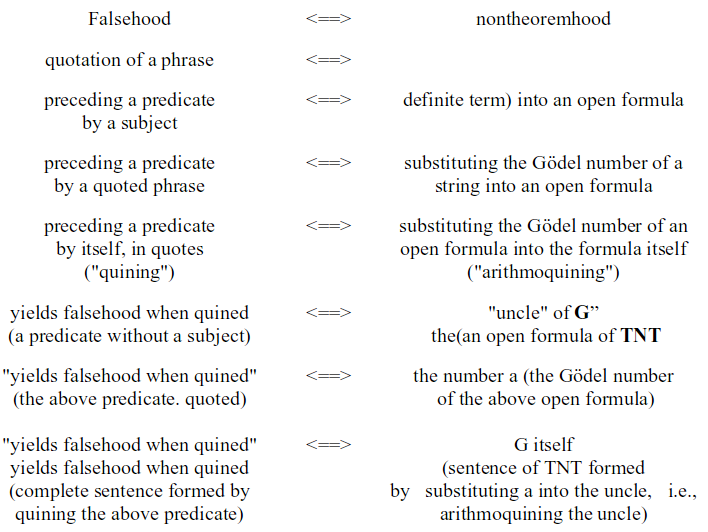 Falsehood <==> nontheoremhood
quotation of a phrase <==>
preceding a predicate <==> definite term) into an open formula
by a subject
preceding a predicate <==> substituting the Gödel number of a
by a quoted phrase string into an open formula
preceding a predicate <==> substituting the Gödel number of an
by itself, in quotes open formula into the formula itself
("quining") ("arithmoquining")
yields falsehood when quined <==> "uncle" of G”
(a predicate without a subject) the(an open formula of TNT
"yields falsehood when quined" <==> the number a (the Gödel number
(the above predicate. quoted) of the above open formula)
"yields falsehood when quined" <==> G itself
yields falsehood when quined (sentence of TNT formed
(complete sentence formed by by substituting a into the uncle, i.e.,
quining the above predicate) arithmoquining the uncle)